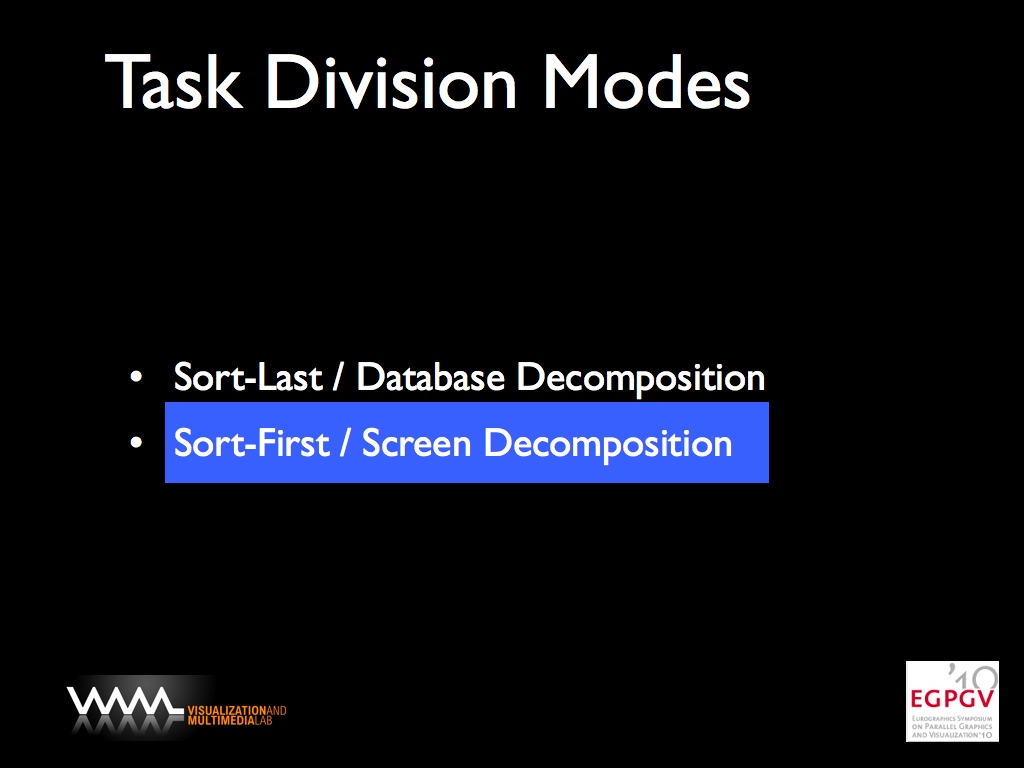 Task Division Modes
• Sort-Last / Database Decomposition
• Sort-First / Screen Decomposition
VMML
VISUALIZATIONAND
MULTIMEDIALAB
'10
EGPGV
EUROGRAPHICS SYMPOSIUM
ON PARALLEL GRAPHICS
AND VISUALIZATION'10